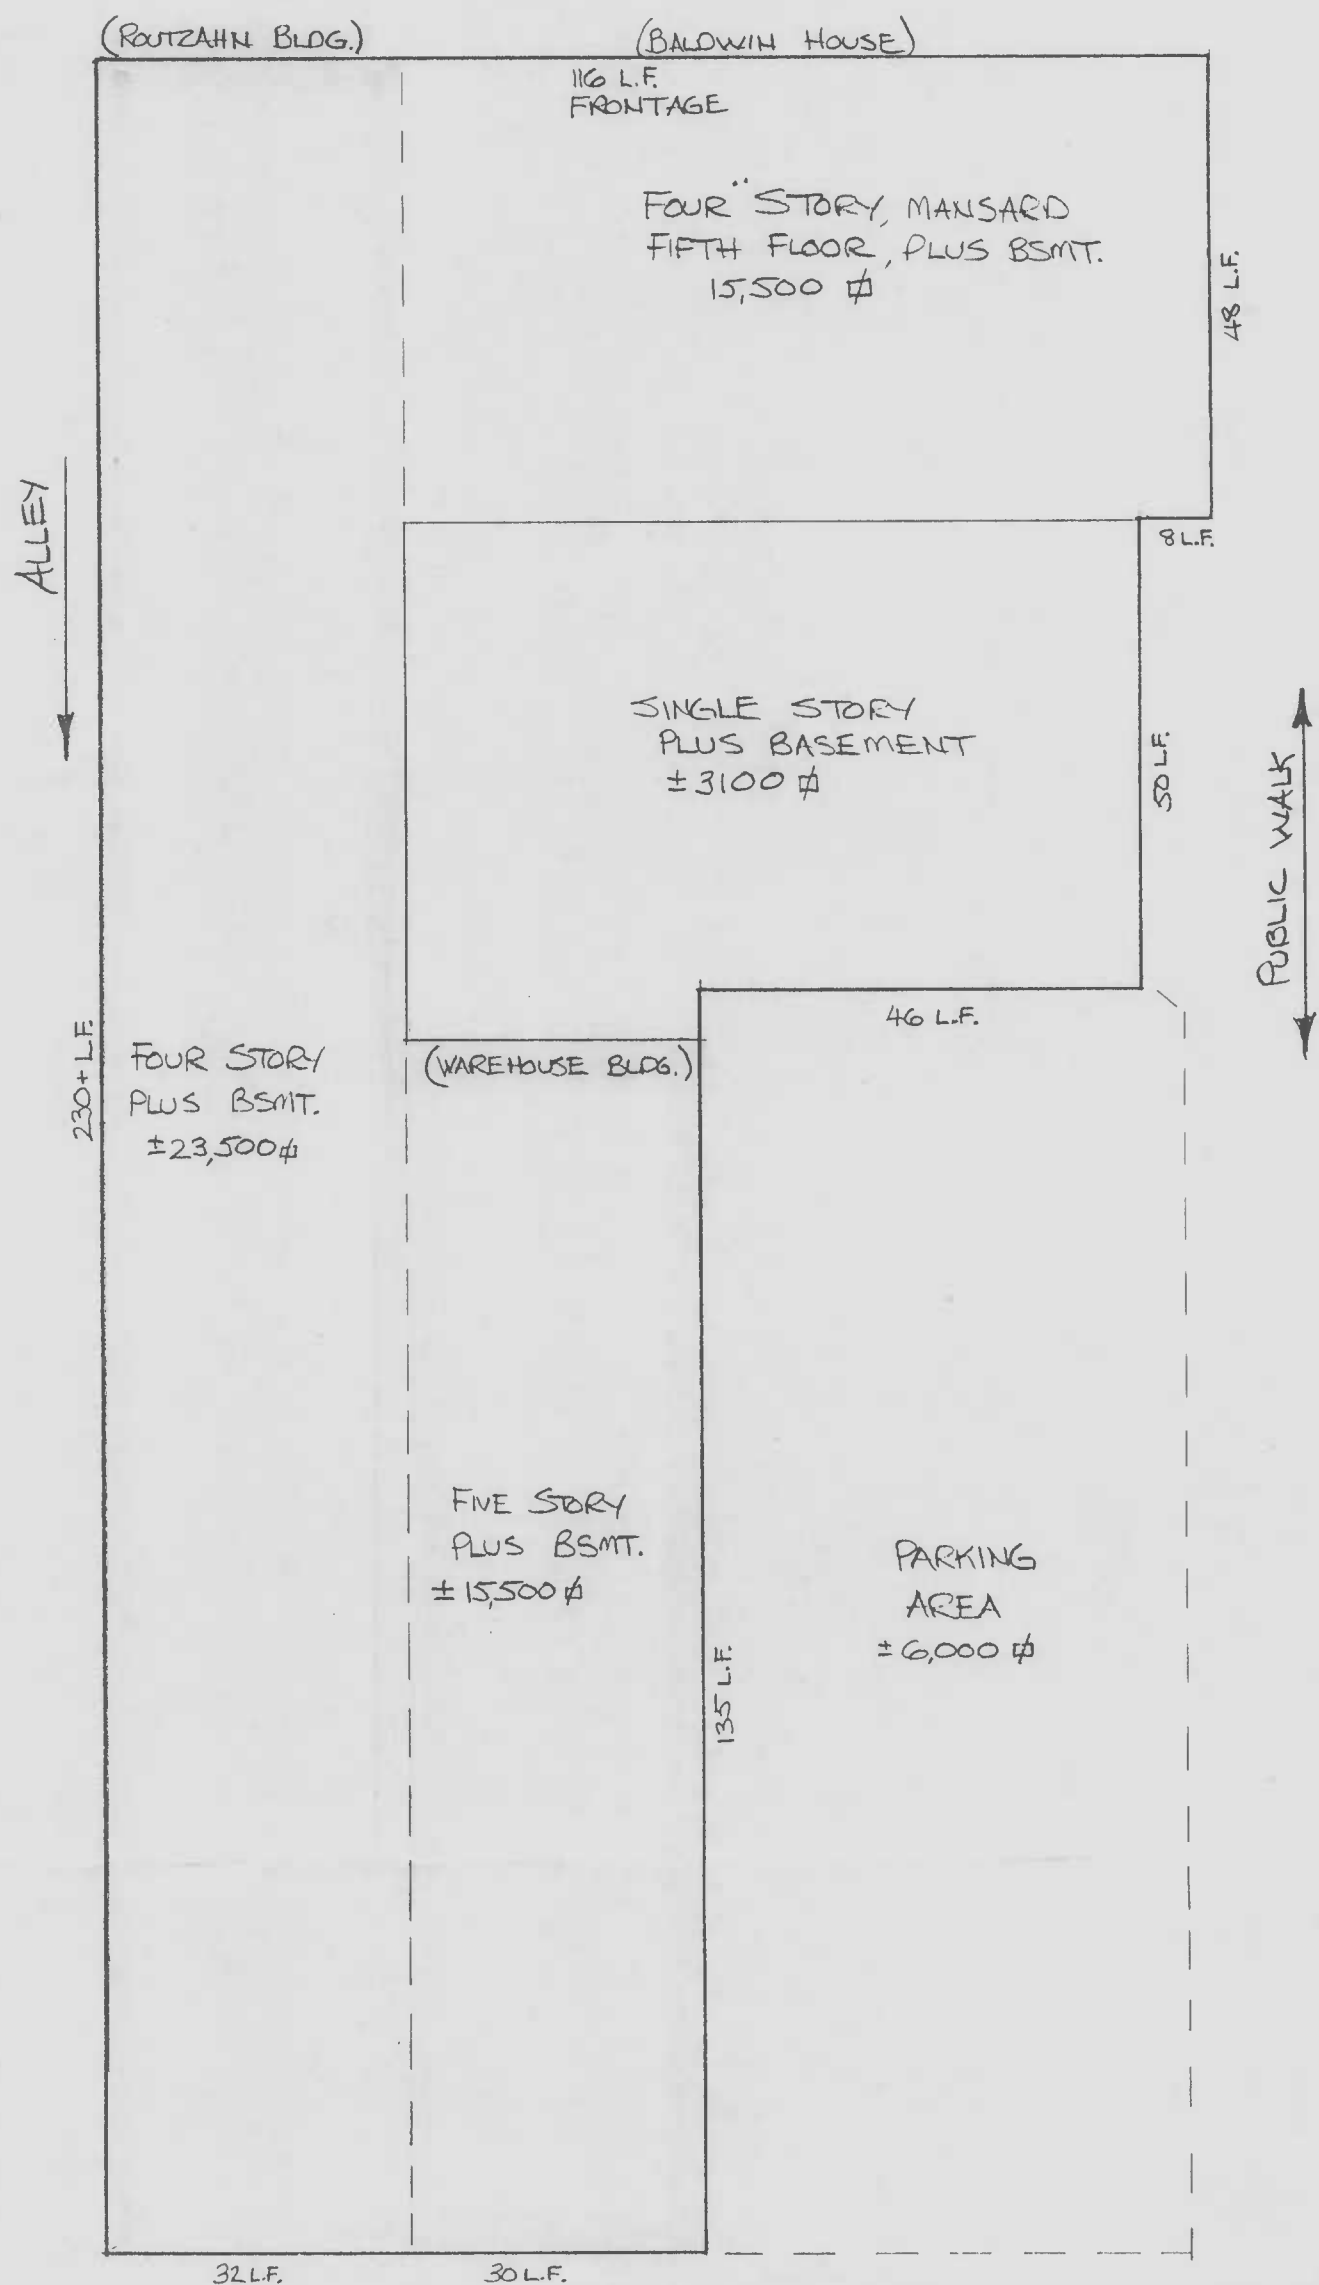 (ROUTZAHN BLDG.)
(BALDWIN HOUSE)
116 L.F.
FRONTAGE
FOUR STORY, MANSARD
FIFTH FLOOR, PLUS BSMT.
15,500 ⌑
48 L.F.
ALLEY
8 L.F.
SINGLE STORY
PLUS BASEMENT
±3100 ⌑
50 L.F.
PUBLIC WALK
46 L.F.
230+ L.F.
FOUR STORY
PLUS BSMT.
±23,500 ⌑
(WAREHOUSE BLDG.)
FIVE STORY
PLUS BSMT.
±15,500 ⌑
135 L.F.
PARKING
AREA
±6,000 ⌑
32 L.F.
30 L.F.